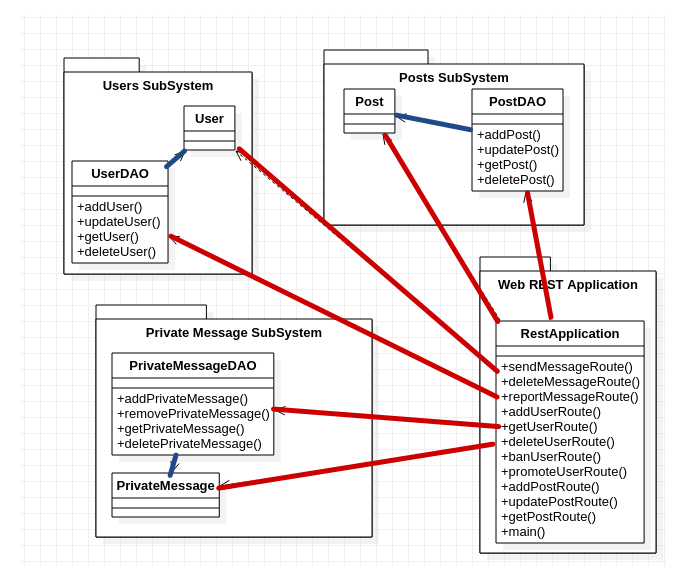 Users SubSystem
User
UserDAO
+addUser()
+updateUser()
+getUser()
+deleteUser()
Posts SubSystem
Post
PostDAO
+addPost()
+updatePost()
+getPost()
+deletePost()
Private Message SubSystem
PrivateMessageDAO
+addPrivateMessage()
+removePrivateMessage()
+getPrivateMessage()
+deletePrivateMessage()
PrivateMessage
Web REST Application
RestApplication
+sendMessageRoute()
+deleteMessageRoute()
+reportMessageRoute()
+addUserRoute()
+getUserRoute()
+deleteUserRoute()
+banUserRoute()
+promoteUserRoute()
+addPostRoute()
+updatePostRoute()
+getPostRoute()
+main()